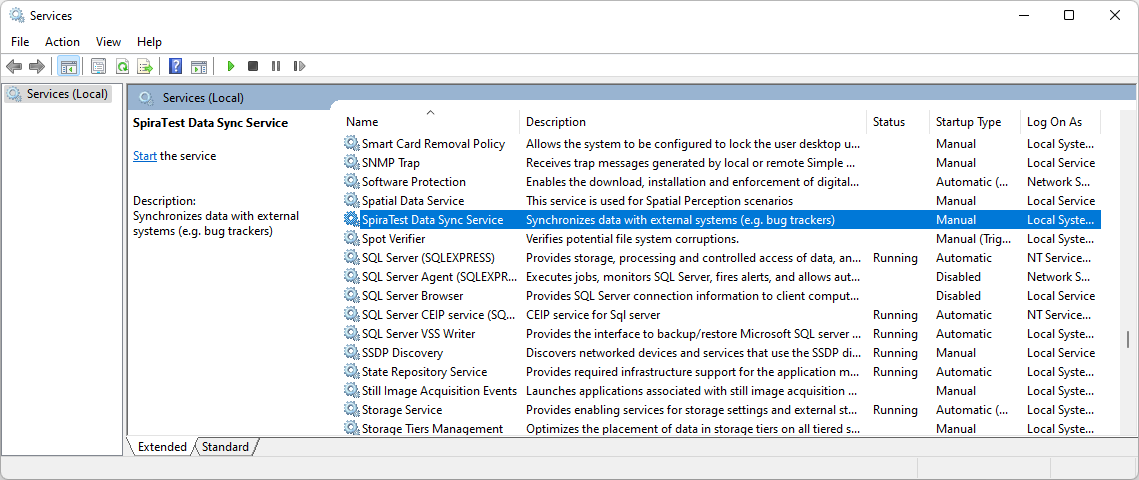 Services
File Action View Help
Services (Local)
Services (Local)
SpiraTest Data Sync Service
Start the service
Description:
Synchronizes data with external
systems (e.g. bug trackers)
Name Description Status Startup Type Log On As
Smart Card Removal Policy Allows the system to be configured to lock the user desktop u... Manual Local Syste...
SNMP Trap Receives trap messages generated by local or remote Simple ... Manual Local Service
Software Protection Enables the download, installation and enforcement of digital... Automatic (... Network S...
Spatial Data Service This service is used for Spatial Perception scenarios Manual Local Service
SpiraTest Data Sync Service Synchronizes data with external systems (e.g. bug trackers) Manual Local Syste...
Spot Verifier Verifies potential file system corruptions. Manual (Trig... Local Syste...
SQL Server (SQLEXPRESS) Provides storage, processing and controlled access of data, an... Running Automatic NT Service...
SQL Server Agent (SQLEXPR... Executes jobs, monitors SQL Server, fires alerts, and allows aut... Disabled Network S...
SQL Server Browser Provides SQL Server connection information to client comput... Disabled Local Service
SQL Server CEIP service (SQ... CEIP service for Sql server Running Automatic NT Service...
SQL Server VSS Writer Provides the interface to backup/restore Microsoft SQL server ... Running Automatic Local Syste...
SSDP Discovery Discovers networked devices and services that use the SSDP di... Running Manual Local Service
State Repository Service Provides required infrastructure support for the application m... Running Automatic Local Syste...
Still Image Acquisition Events Launches applications associated with still image acquisition ... Manual Local Syste...
Storage Service Provides enabling services for storage settings and external st... Running Automatic (... Local Syste...
Storage Tiers Management Optimizes the placement of data in storage tiers on all tiered s... Manual Local Syste...
Extended Standard